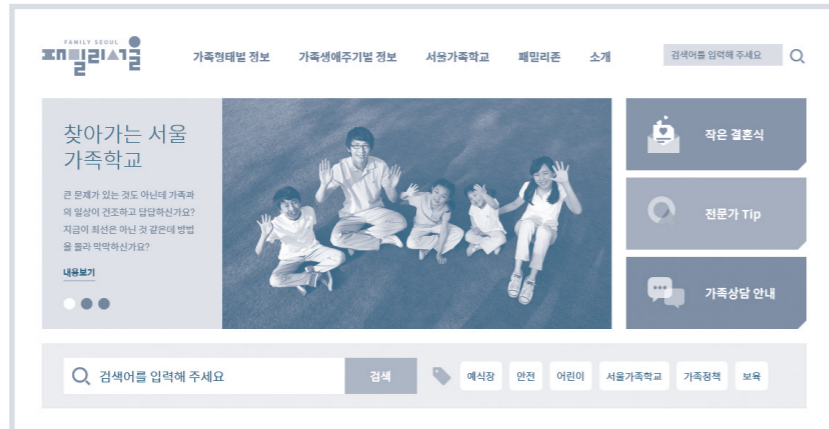 FAMILY SEOUL
패밀리서울
가족형태별 정보 가족생애주기별 정보 서울가족학교 패밀리존 소개
검색어를 입력해 주세요
찾아가는 서울
가족학교
큰 문제가 있는 것도 아닌데 가족과
의 일상이 건조하고 답답하신가요?
지금이 최선은 아닌 것 같은데 방법
을 몰라 막막하신가요?
내용보기
작은 결혼식
전문가 Tip
가족상담 안내
검색어를 입력해 주세요 검색
예식장 안전 어린이 서울가족학교 가족정책 보육